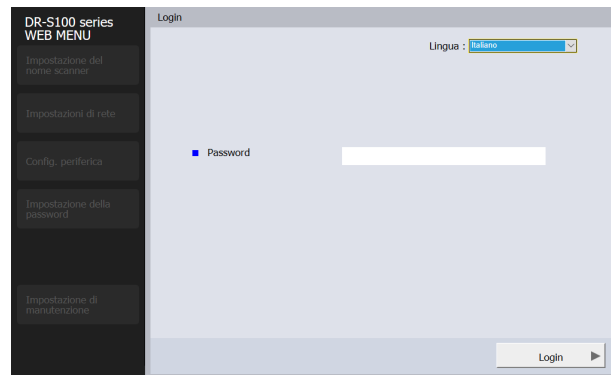 DR-S100 series
WEB MENU
Impostazione del
nome scanner
Impostazioni di rete
Config. periferica
Impostazione della
password
Impostazione di
manutenzione
Login
Lingua : Italiano
Password
Login